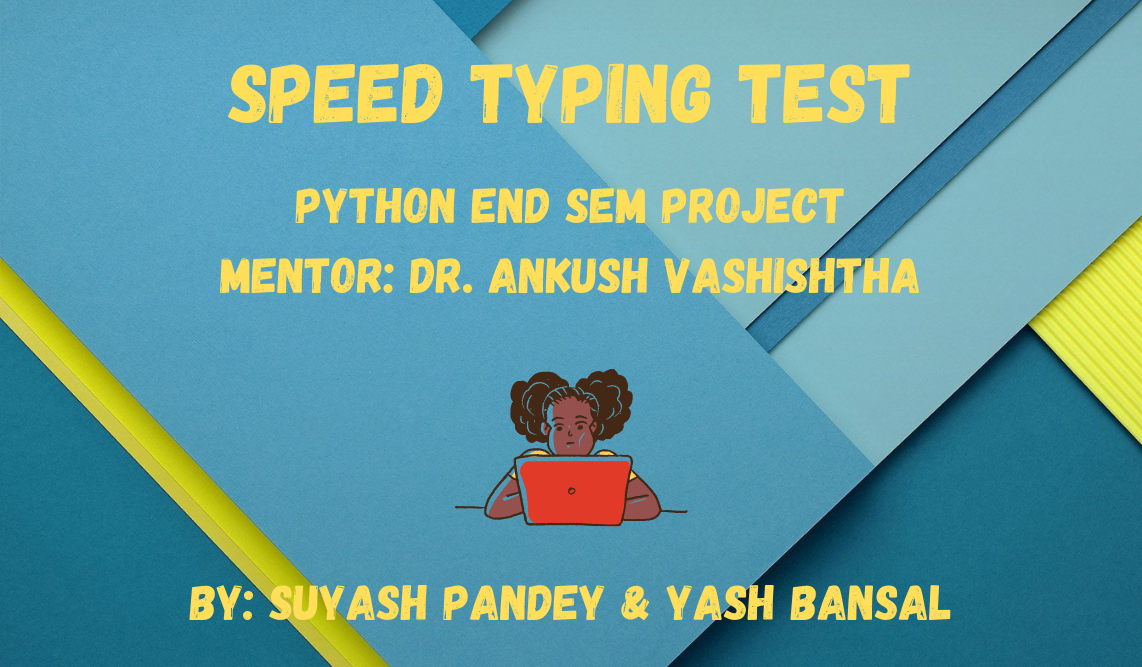 SPEED TYPING TEST
PYTHON END SEM PROJECT
MENTOR: DR. ANKUSH VASHISHTHA
BY: SUYASH PANDEY & YASH BANSAL